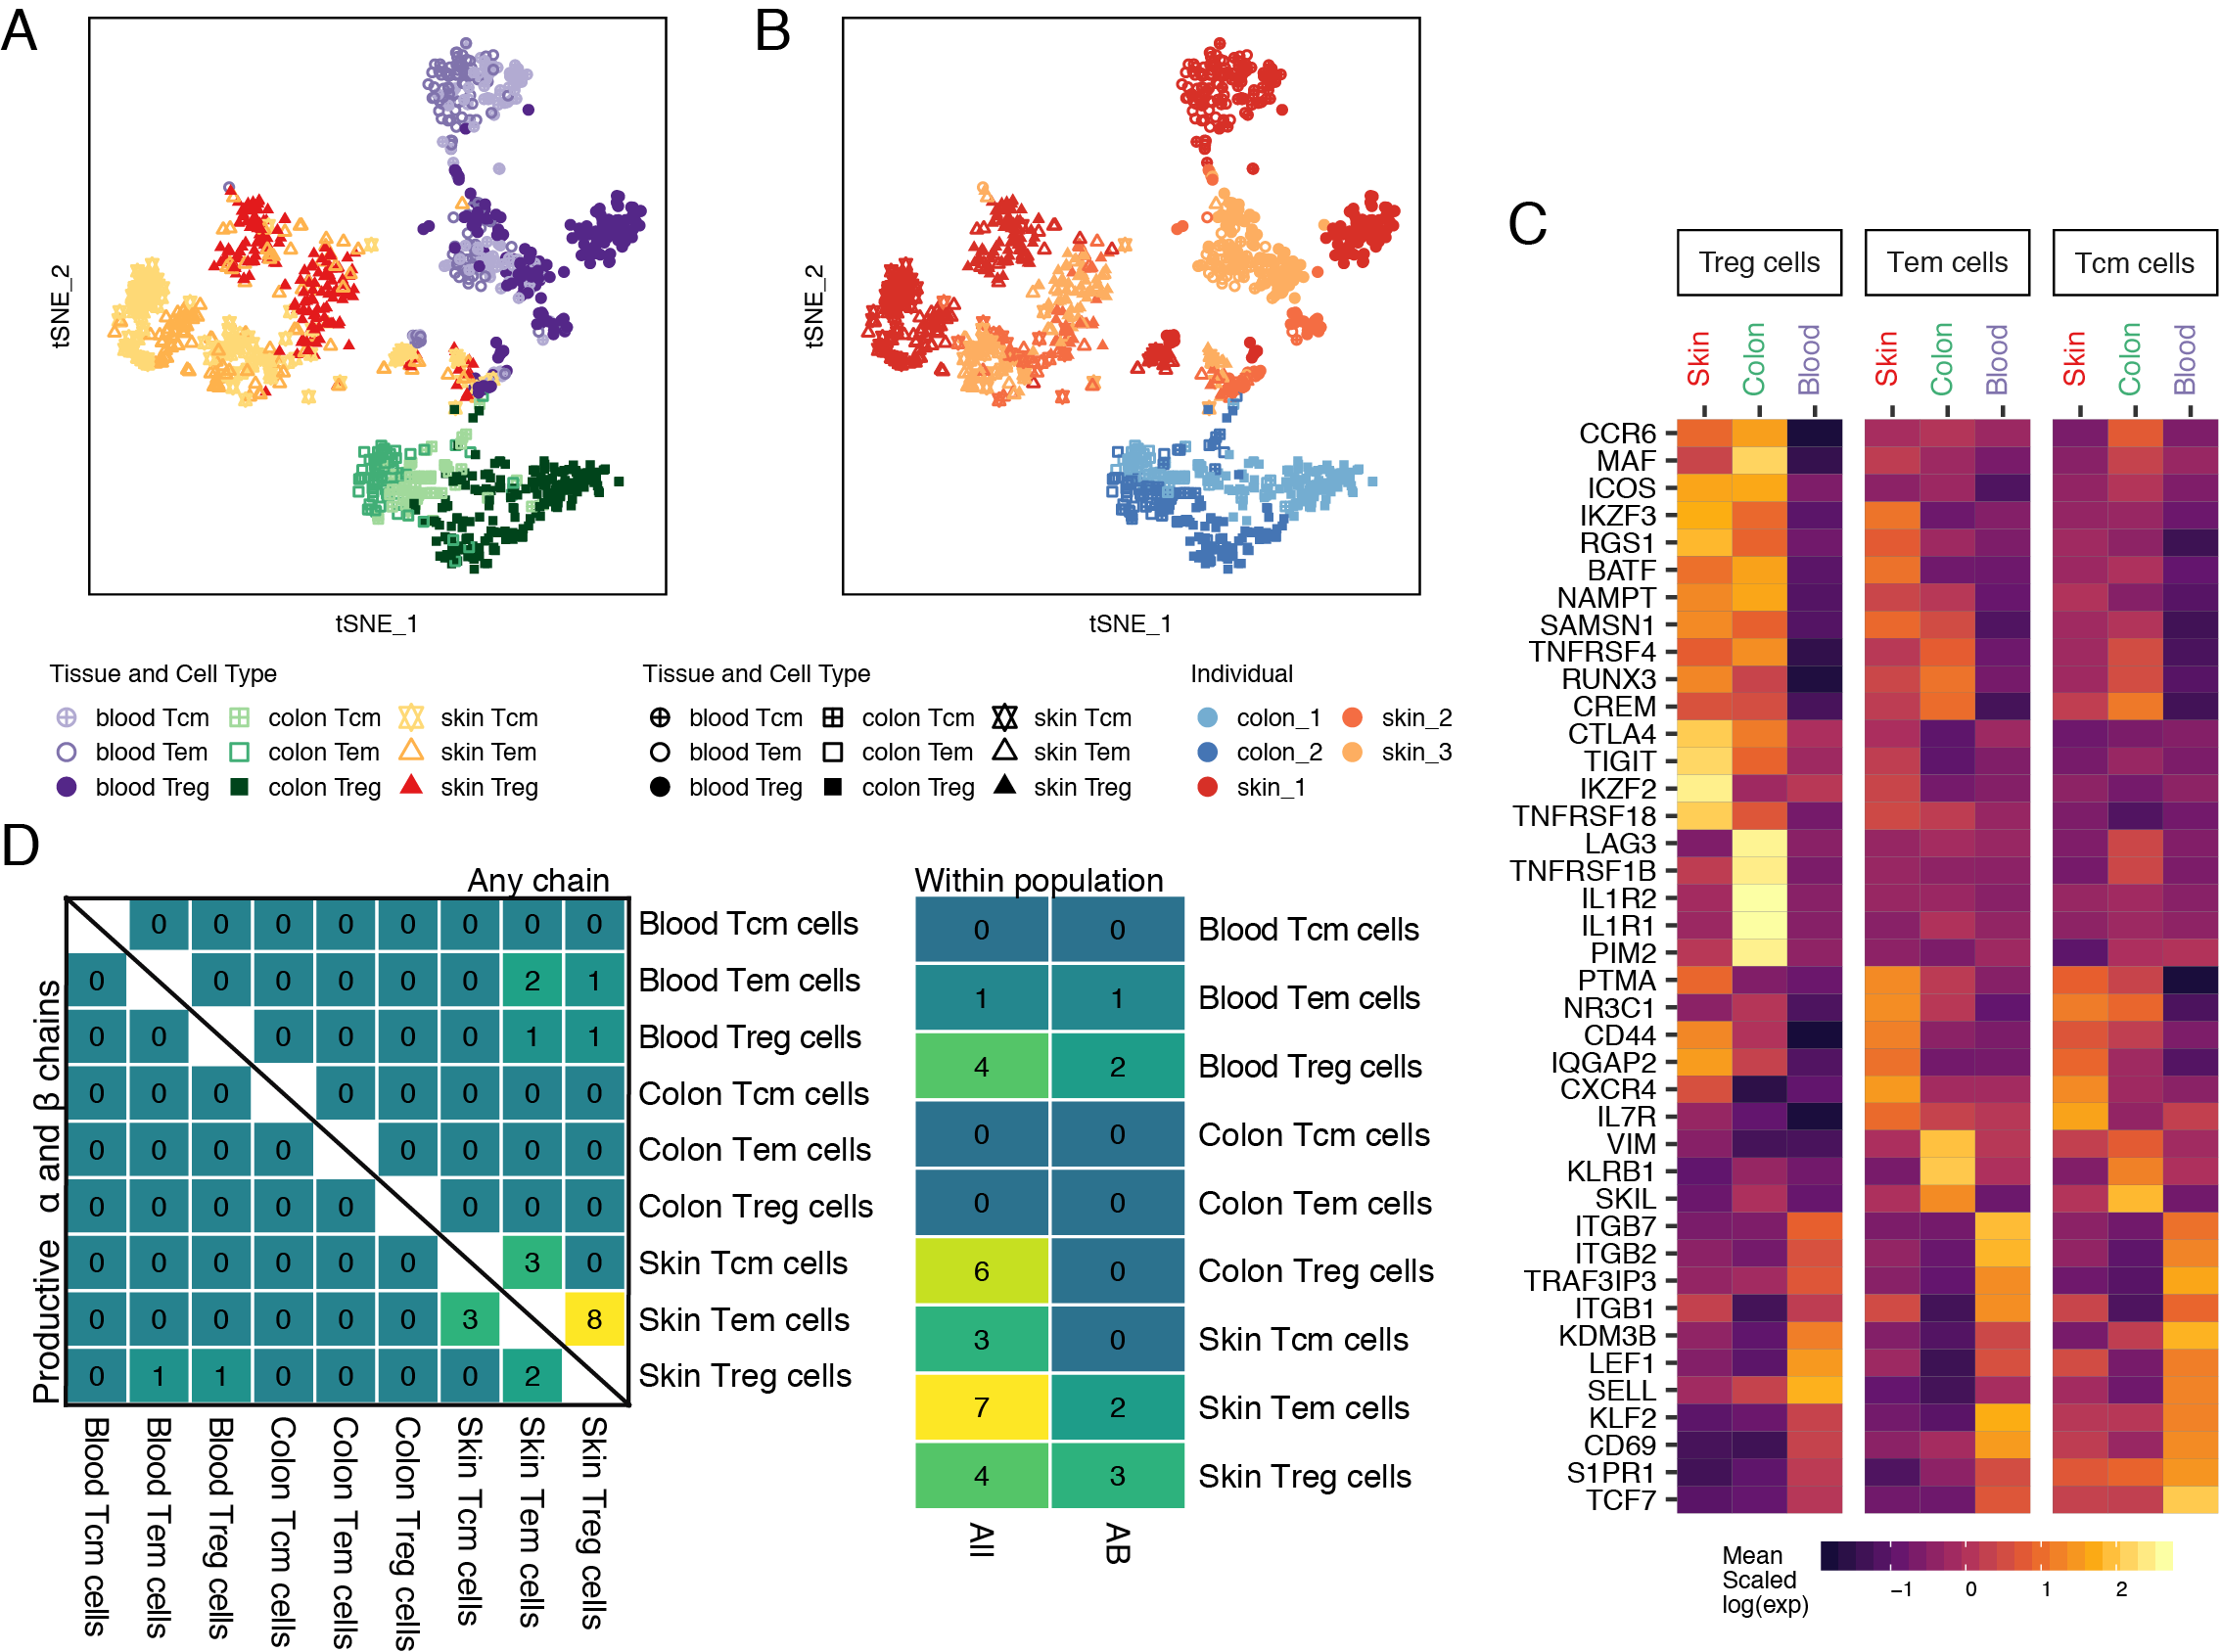 A
B
C
tSNE_2
tSNE_1
tSNE_2
tSNE_1
Tissue and Cell Type
blood Tcm colon Tcm skin Tcm
blood Tem colon Tem skin Tem
blood Treg colon Treg skin Treg
Tissue and Cell Type
blood Tcm colon Tcm skin Tcm
blood Tem colon Tem skin Tem
blood Treg colon Treg skin Treg
Individual
colon_1 skin_2
colon_2 skin_3
skin_1
Treg cells Tem cells Tcm cells
Skin Colon Blood Skin Colon Blood Skin Colon Blood
CCR6
MAF
ICOS
IKZF3
RGS1
BATF
NAMPT
SAMSN1
TNFRSF4
RUNX3
CREM
CTLA4
TIGIT
IKZF2
TNFRSF18
LAG3
TNFRSF1B
IL1R2
IL1R1
PIM2
PTMA
NR3C1
CD44
IQGAP2
CXCR4
IL7R
VIM
KLRB1
SKIL
ITGB7
ITGB2
TRAF3IP3
ITGB1
KDM3B
LEF1
SELL
KLF2
CD69
S1PR1
TCF7
Mean
Scaled
log(exp)
−1 0 1 2
D
Any chain
Productive α and β chains
0 0 0 0 0 0 0 0 Blood Tcm cells
0 0 0 0 0 0 2 1 Blood Tem cells
0 0 0 0 0 0 1 1 Blood Treg cells
0 0 0 0 0 0 0 0 Colon Tcm cells
0 0 0 0 0 0 0 0 Colon Tem cells
0 0 0 0 0 0 0 0 Colon Treg cells
0 0 0 0 0 0 3 0 Skin Tcm cells
0 0 0 0 0 0 3 8 Skin Tem cells
0 1 1 0 0 0 0 2 Skin Treg cells
Blood Tcm cells
Blood Tem cells
Blood Treg cells
Colon Tcm cells
Colon Tem cells
Colon Treg cells
Skin Tcm cells
Skin Tem cells
Skin Treg cells
Within population
0 0 Blood Tcm cells
1 1 Blood Tem cells
4 2 Blood Treg cells
0 0 Colon Tcm cells
0 0 Colon Tem cells
6 0 Colon Treg cells
3 0 Skin Tcm cells
7 2 Skin Tem cells
4 3 Skin Treg cells
All AB